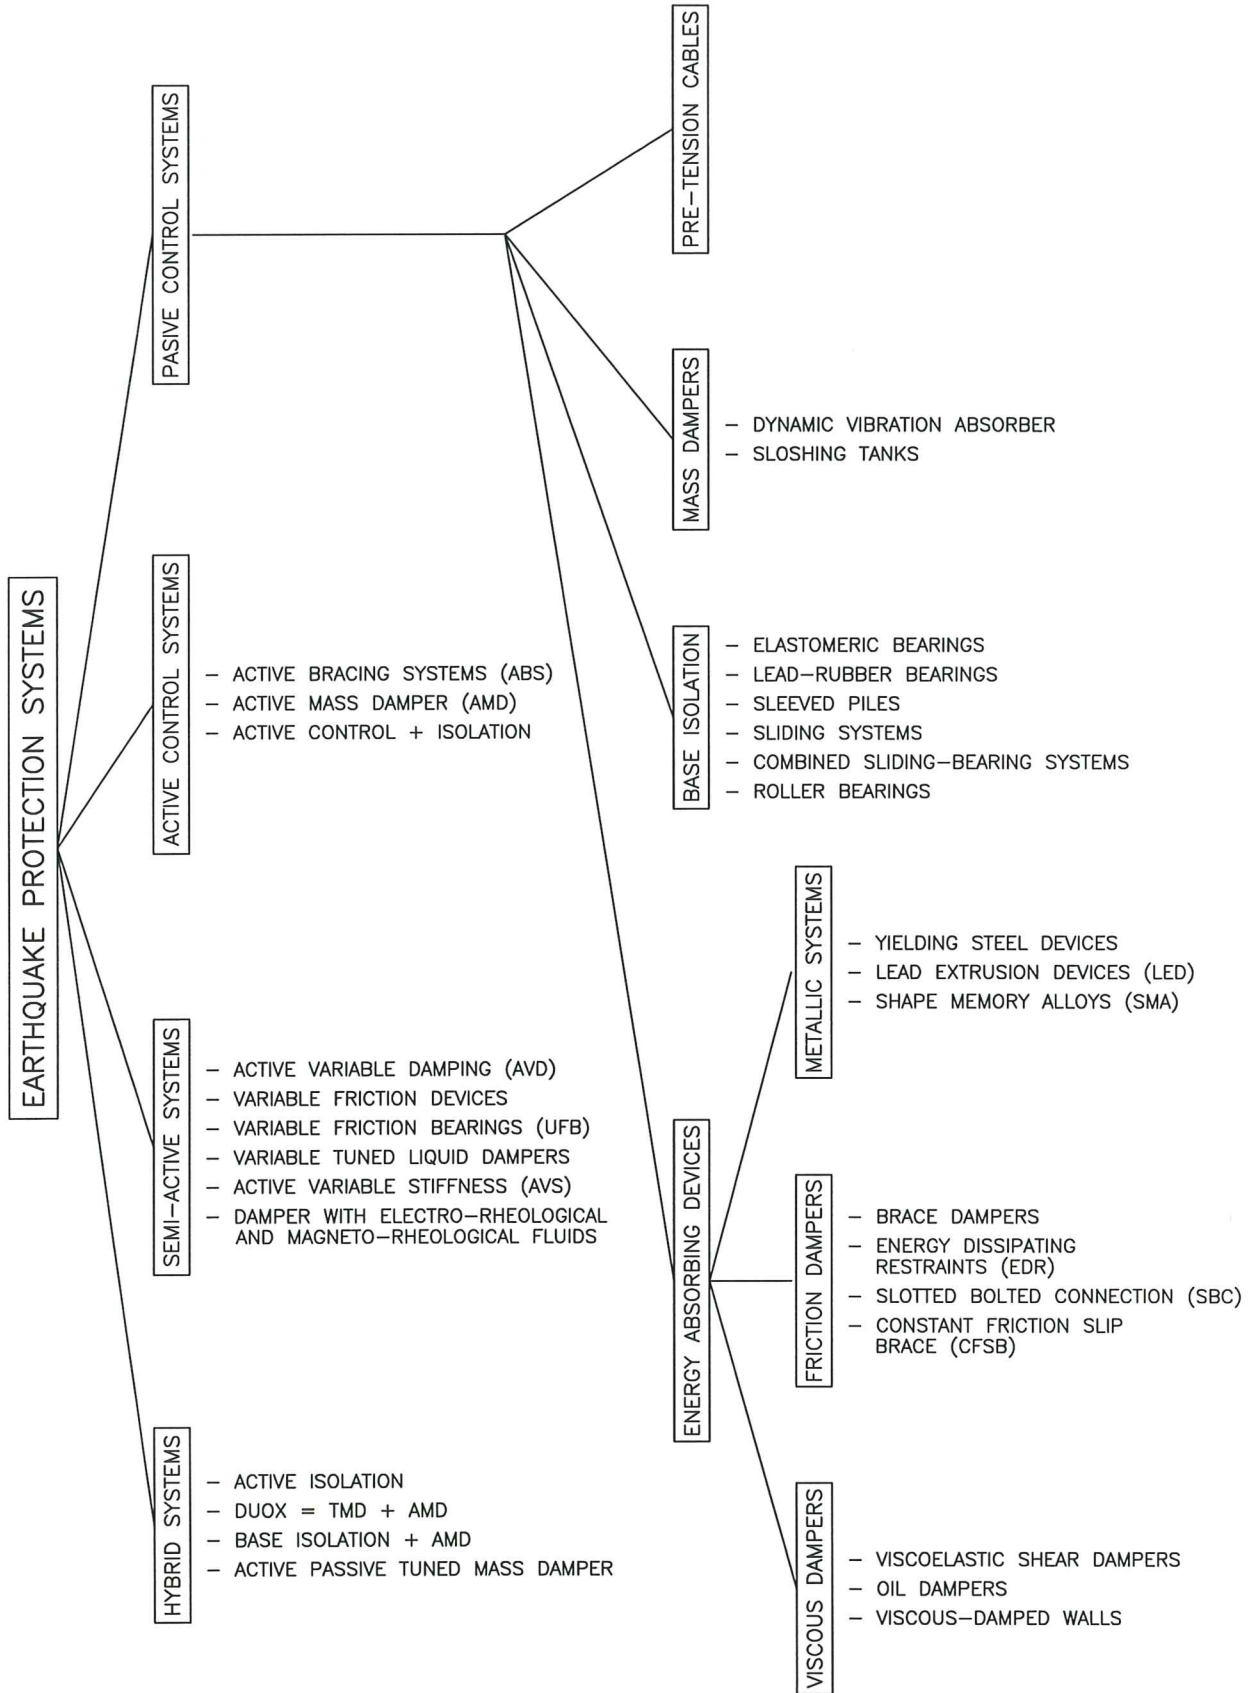 EARTHQUAKE PROTECTION SYSTEMS
PASIVE CONTROL SYSTEMS
PRE-TENSION CABLES
MASS DAMPERS
- DYNAMIC VIBRATION ABSORBER
- SLOSHING TANKS
BASE ISOLATION
- ELASTOMERIC BEARINGS
- LEAD-RUBBER BEARINGS
- SLEEVED PILES
- SLIDING SYSTEMS
- COMBINED SLIDING-BEARING SYSTEMS
- ROLLER BEARINGS
ENERGY ABSORBING DEVICES
METALLIC SYSTEMS
- YIELDING STEEL DEVICES
- LEAD EXTRUSION DEVICES (LED)
- SHAPE MEMORY ALLOYS (SMA)
FRICTION DAMPERS
- BRACE DAMPERS
- ENERGY DISSIPATING
RESTRAINTS (EDR)
- SLOTTED BOLTED CONNECTION (SBC)
- CONSTANT FRICTION SLIP
BRACE (CFSB)
VISCOUS DAMPERS
- VISCOELASTIC SHEAR DAMPERS
- OIL DAMPERS
- VISCOUS-DAMPED WALLS
ACTIVE CONTROL SYSTEMS
- ACTIVE BRACING SYSTEMS (ABS)
- ACTIVE MASS DAMPER (AMD)
- ACTIVE CONTROL + ISOLATION
SEMI-ACTIVE SYSTEMS
- ACTIVE VARIABLE DAMPING (AVD)
- VARIABLE FRICTION DEVICES
- VARIABLE FRICTION BEARINGS (UFB)
- VARIABLE TUNED LIQUID DAMPERS
- ACTIVE VARIABLE STIFFNESS (AVS)
- DAMPER WITH ELECTRO-RHEOLOGICAL
AND MAGNETO-RHEOLOGICAL FLUIDS
HYBRID SYSTEMS
- ACTIVE ISOLATION
- DUOX = TMD + AMD
- BASE ISOLATION + AMD
- ACTIVE PASSIVE TUNED MASS DAMPER